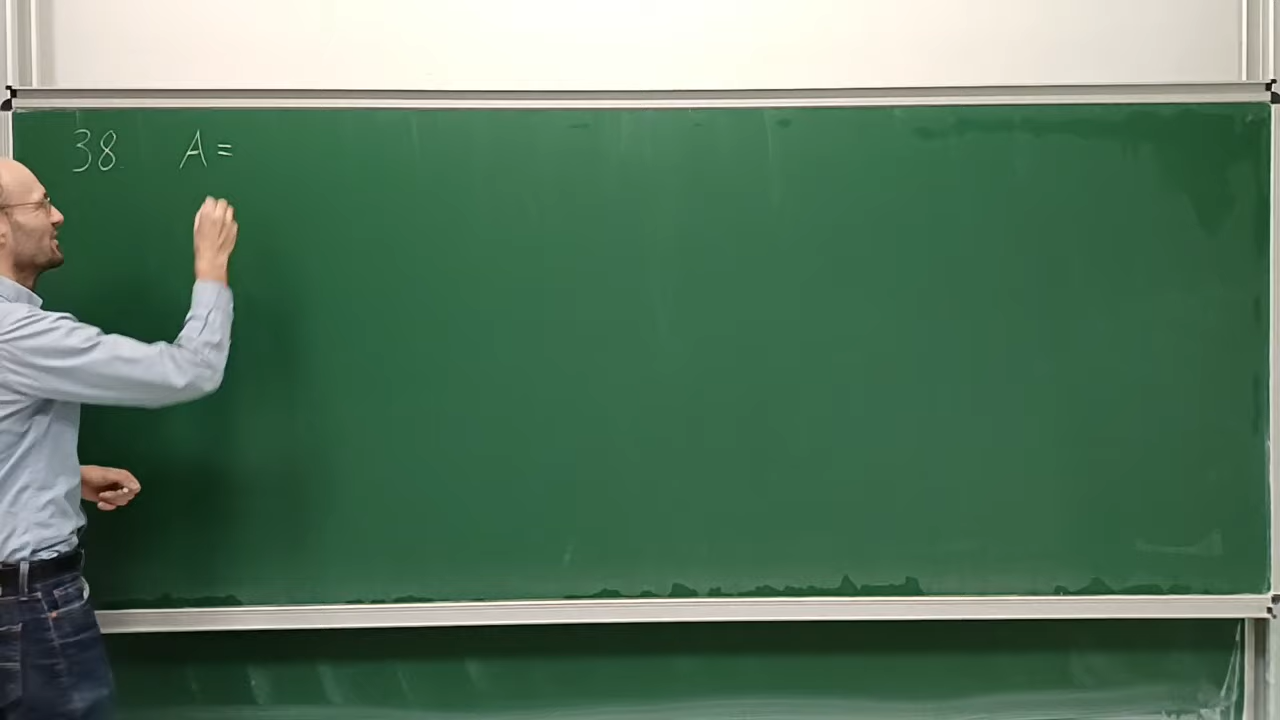 38. A =